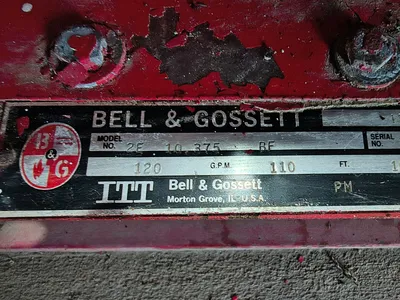 BELL & GOSSETT
MODEL NO. 2E 10.375 BF SERIAL NO.
B & G
120 G.P.M. 110 FT.
ITT Bell & Gossett PM
Morton Grove, IL U.S.A.